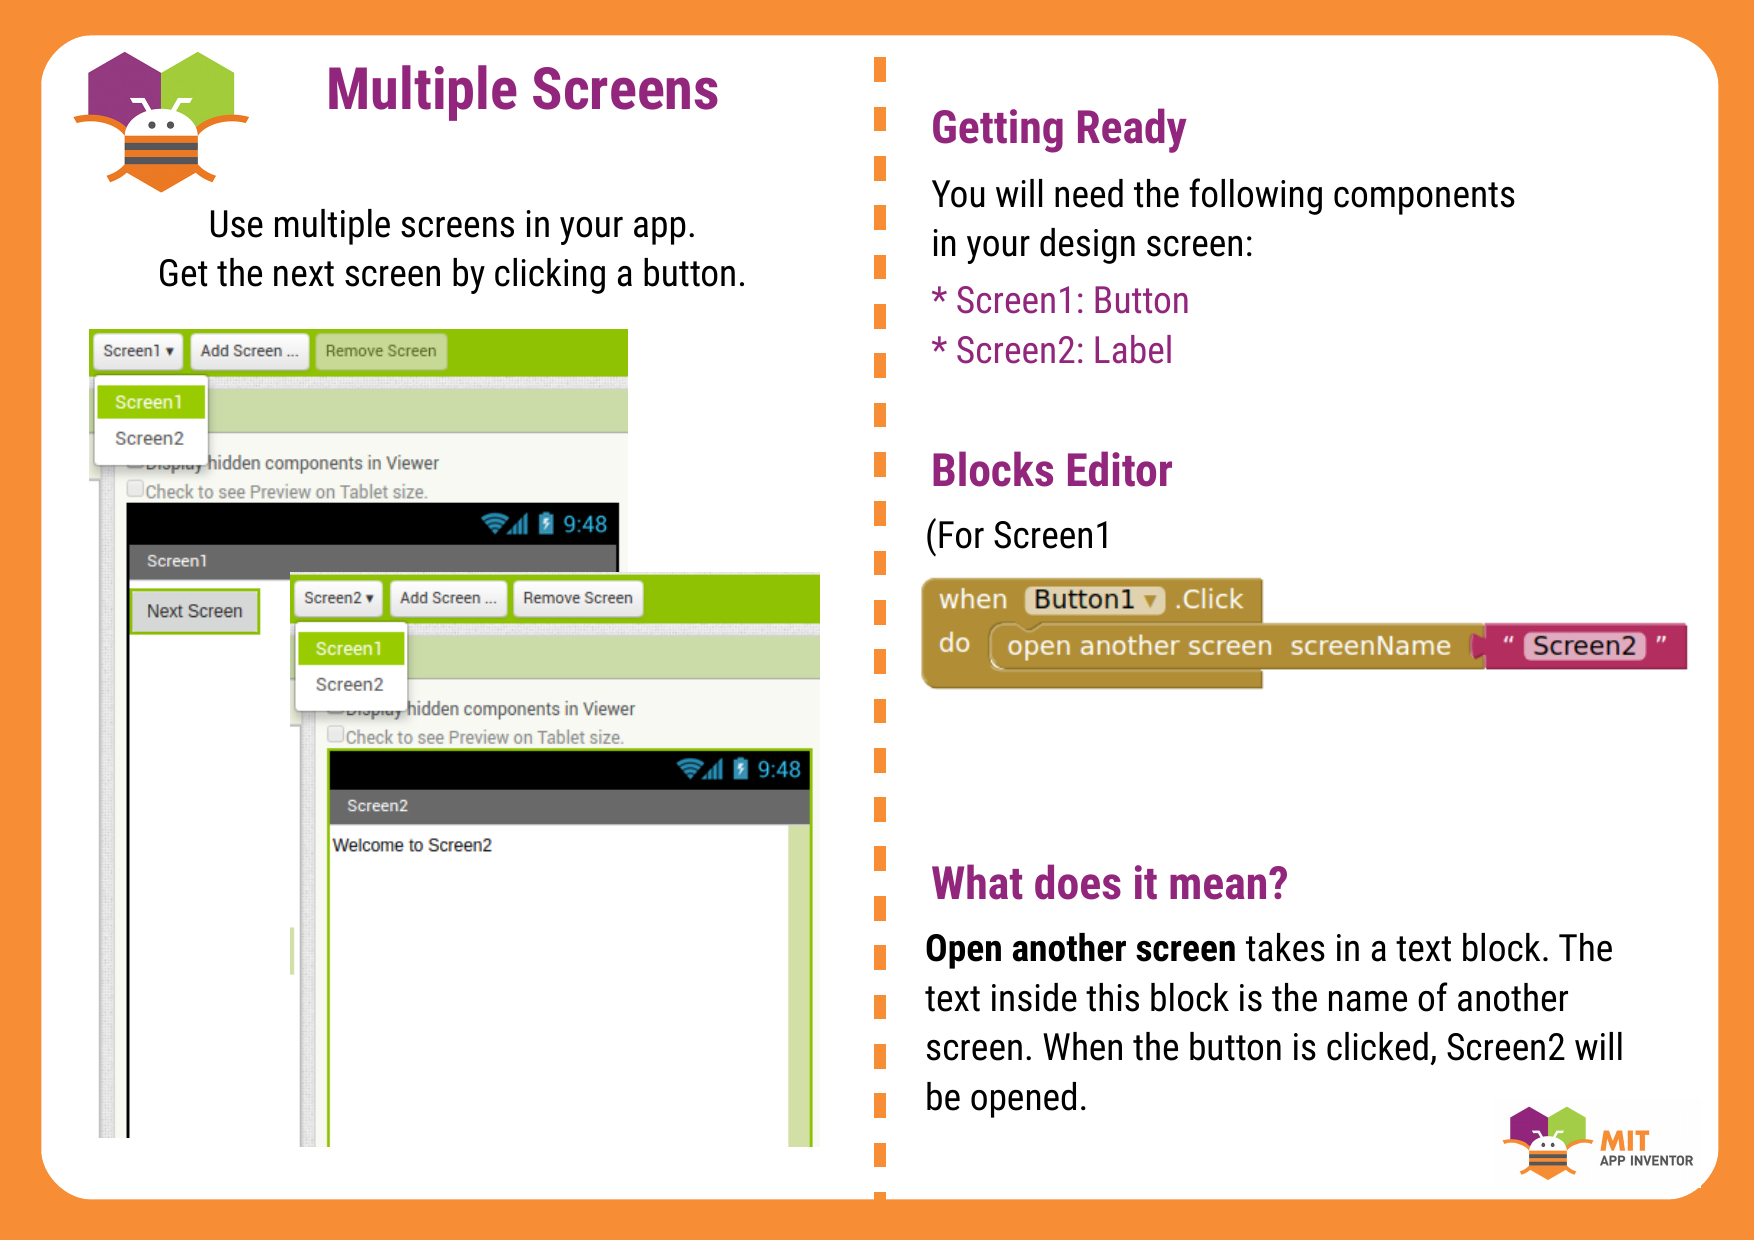 Multiple Screens
Use multiple screens in your app.
Get the next screen by clicking a button.
Screen1 ▾ Add Screen ... Remove Screen
Screen1
Screen2
Display hidden components in Viewer
Check to see Preview on Tablet size.
9:48
Screen1
Next Screen
Screen2 ▾ Add Screen ... Remove Screen
Screen1
Screen2
Display hidden components in Viewer
Check to see Preview on Tablet size.
9:48
Screen2
Welcome to Screen2
Getting Ready
You will need the following components
in your design screen:
* Screen1: Button
* Screen2: Label
Blocks Editor
(For Screen1
when Button1 ▾ .Click
do open another screen screenName “ Screen2 ”
What does it mean?
Open another screen takes in a text block. The
text inside this block is the name of another
screen. When the button is clicked, Screen2 will
be opened.
MIT
APP INVENTOR